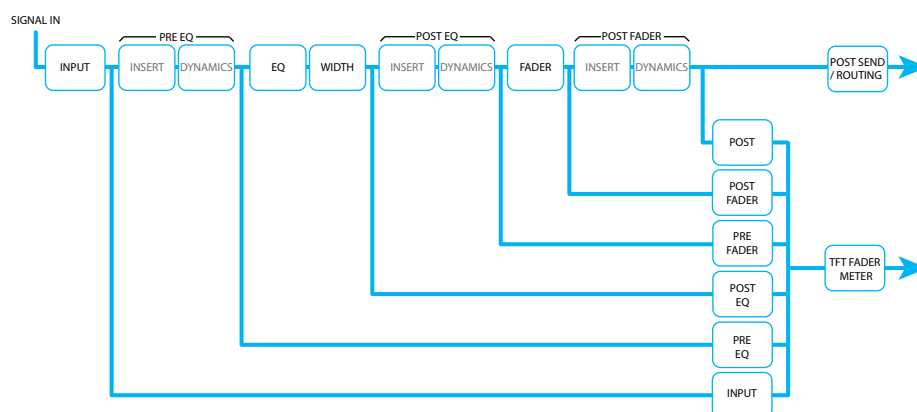 SIGNAL IN
PRE EQ
POST EQ
POST FADER
INPUT
INSERT
DYNAMICS
EQ
WIDTH
INSERT
DYNAMICS
FADER
INSERT
DYNAMICS
POST SEND
/ ROUTING
POST
POST
FADER
PRE
FADER
TFT FADER
METER
POST
EQ
PRE
EQ
INPUT